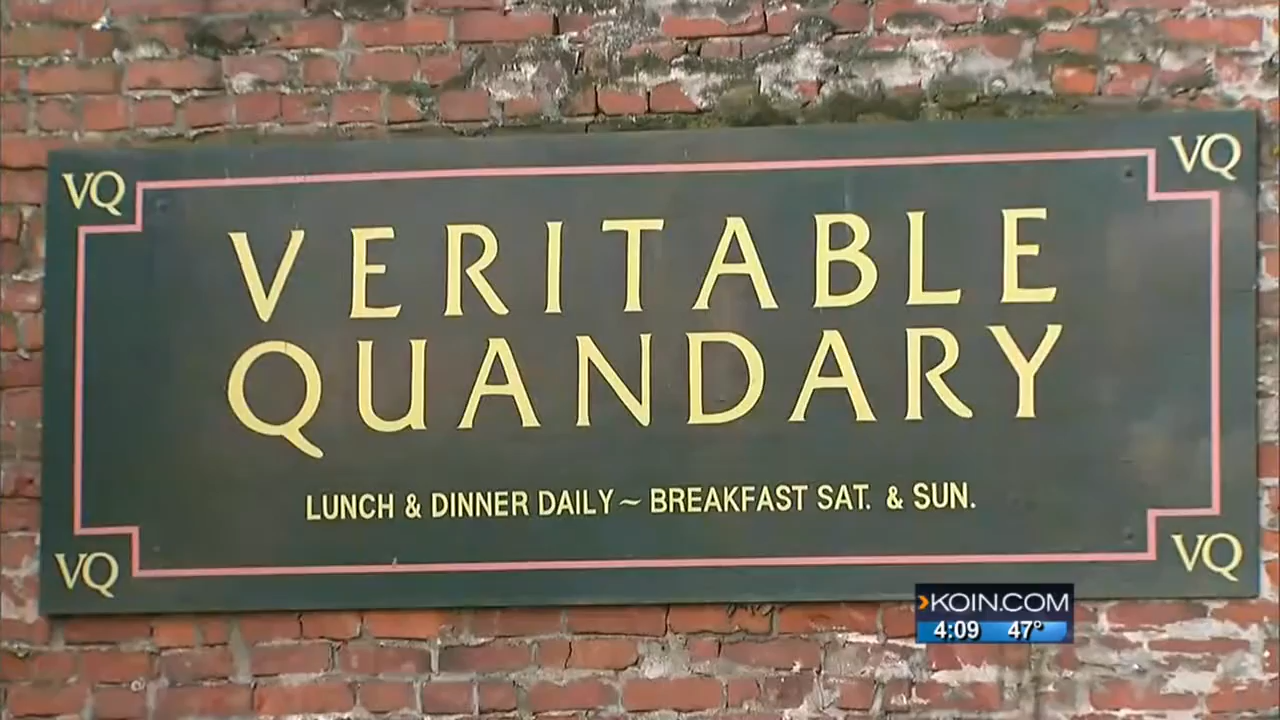 VQ VQ
VERITABLE
QUANDARY
LUNCH & DINNER DAILY ~ BREAKFAST SAT. & SUN.
VQ VQ
KOIN.COM
4:09 47°